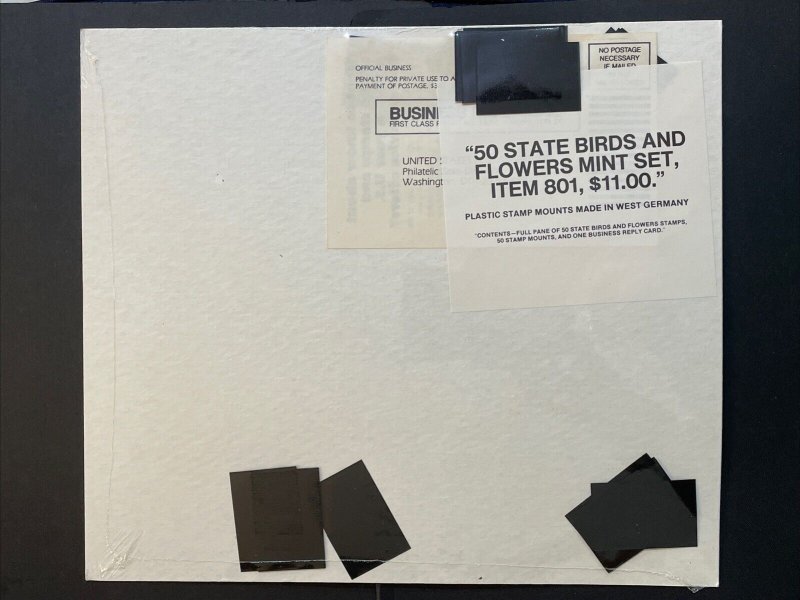 OFFICIAL BUSINESS
PENALTY FOR PRIVATE USE TO A
PAYMENT OF POSTAGE, $3
NO POSTAGE
NECESSARY
IF MAILED
BUSIN
FIRST CLASS
UNITED
Philatelic
Washingt
"50 STATE BIRDS AND
FLOWERS MINT SET,
ITEM 801, $11.00."
PLASTIC STAMP MOUNTS MADE IN WEST GERMANY
"CONTENTS—FULL PANE OF 50 STATE BIRDS AND FLOWERS STAMPS,
50 STAMP MOUNTS, AND ONE BUSINESS REPLY CARD."